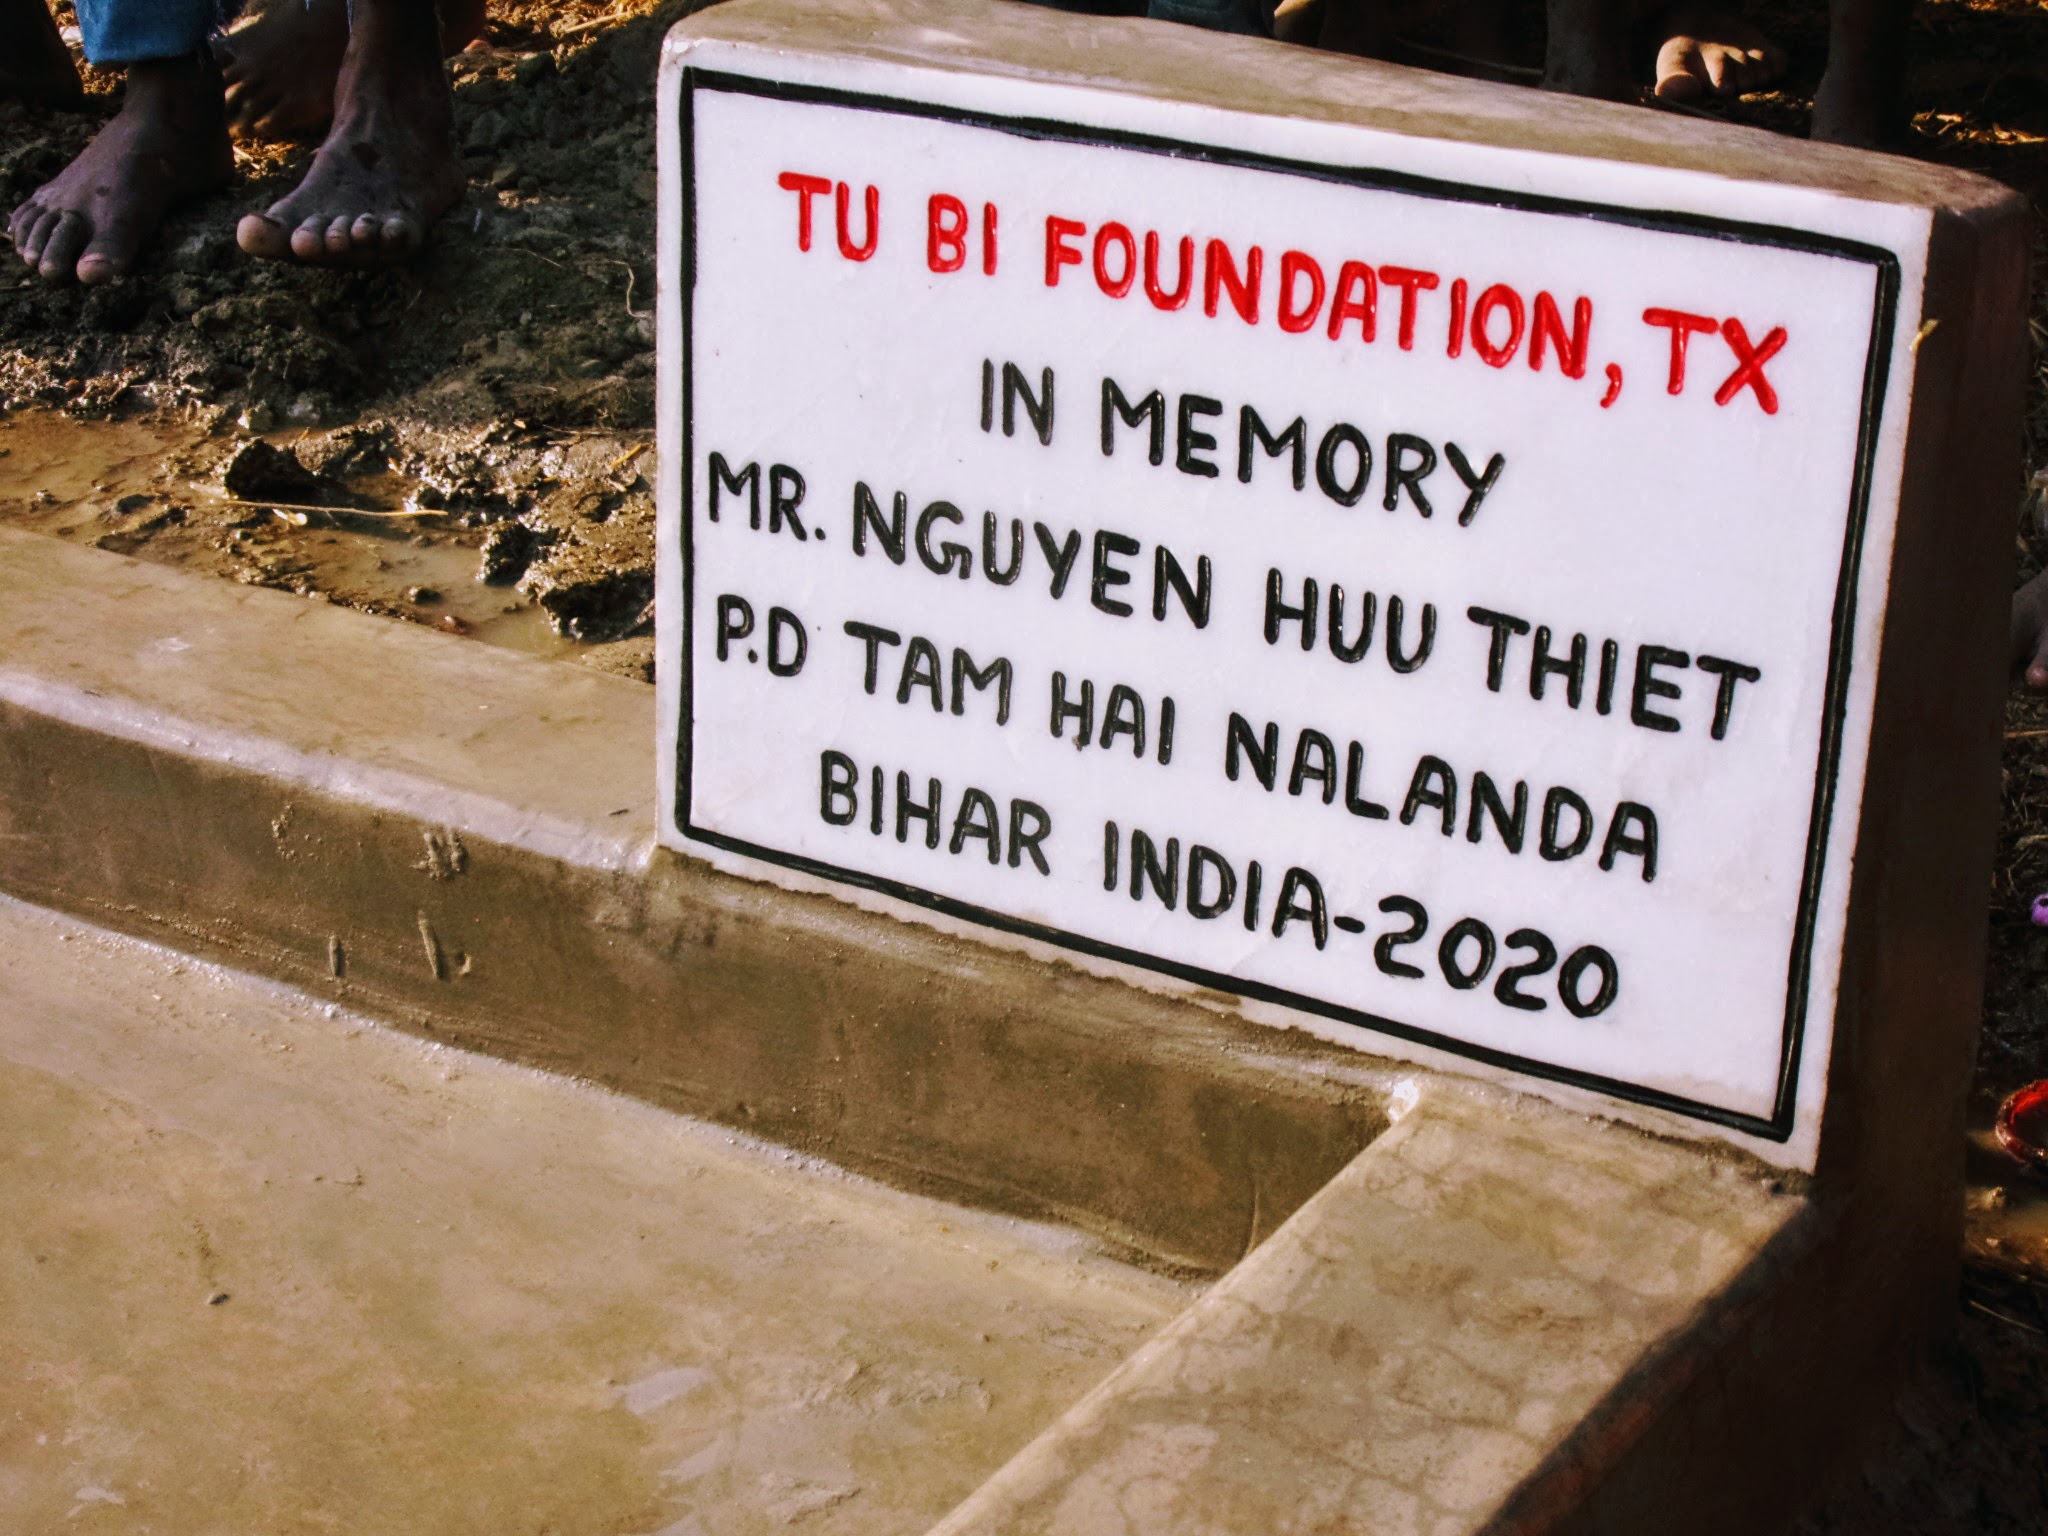 TU BI FOUNDATION, TX
IN MEMORY
MR. NGUYEN HUU THIET
P.D TAM HAI NALANDA
BIHAR INDIA-2020